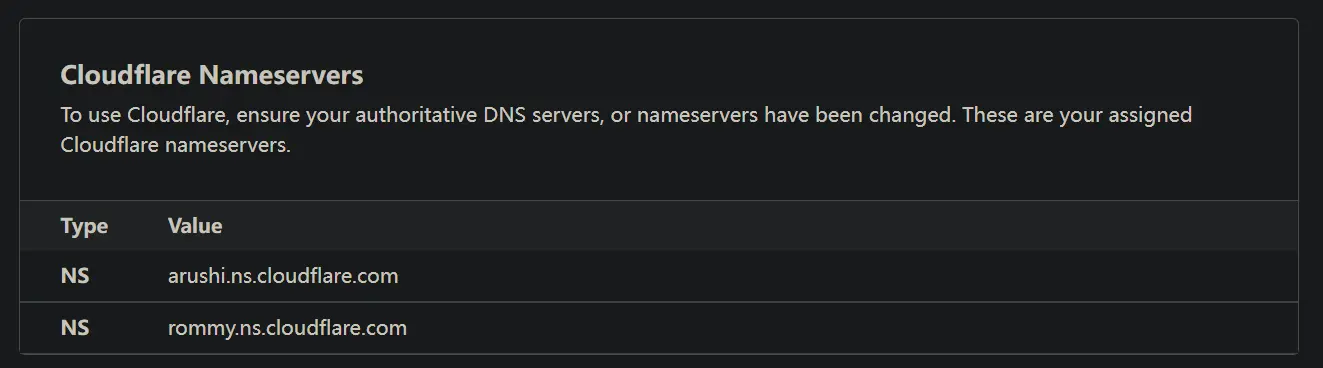 Cloudflare Nameservers
To use Cloudflare, ensure your authoritative DNS servers, or nameservers have been changed. These are your assigned
Cloudflare nameservers.
Type Value
NS arushi.ns.cloudflare.com
NS rommy.ns.cloudflare.com